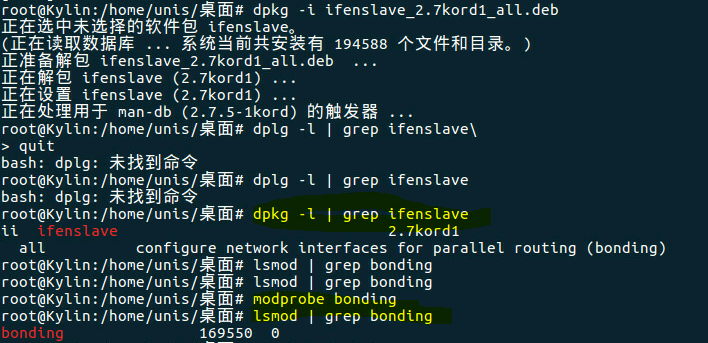 root@Kylin:/home/unis/桌面# dpkg -i ifenslave_2.7kord1_all.deb
正在选中未选择的软件包 ifenslave。
(正在读取数据库 ... 系统当前共安装有 194588 个文件和目录。)
正准备解包 ifenslave_2.7kord1_all.deb  ...
正在解包 ifenslave (2.7kord1) ...
正在设置 ifenslave (2.7kord1) ...
正在处理用于 man-db (2.7.5-1kord) 的触发器 ...
root@Kylin:/home/unis/桌面# dplg -l | grep ifenslave\
> quit
bash: dplg: 未找到命令
root@Kylin:/home/unis/桌面# dplg -l | grep ifenslave
bash: dplg: 未找到命令
root@Kylin:/home/unis/桌面# dpkg -l | grep ifenslave
ii  ifenslave                             2.7kord1
  all          configure network interfaces for parallel routing (bonding)
root@Kylin:/home/unis/桌面# lsmod | grep bonding
root@Kylin:/home/unis/桌面# lsmod | grep bonding
root@Kylin:/home/unis/桌面# modprobe bonding
root@Kylin:/home/unis/桌面# lsmod | grep bonding
bonding               169550  0